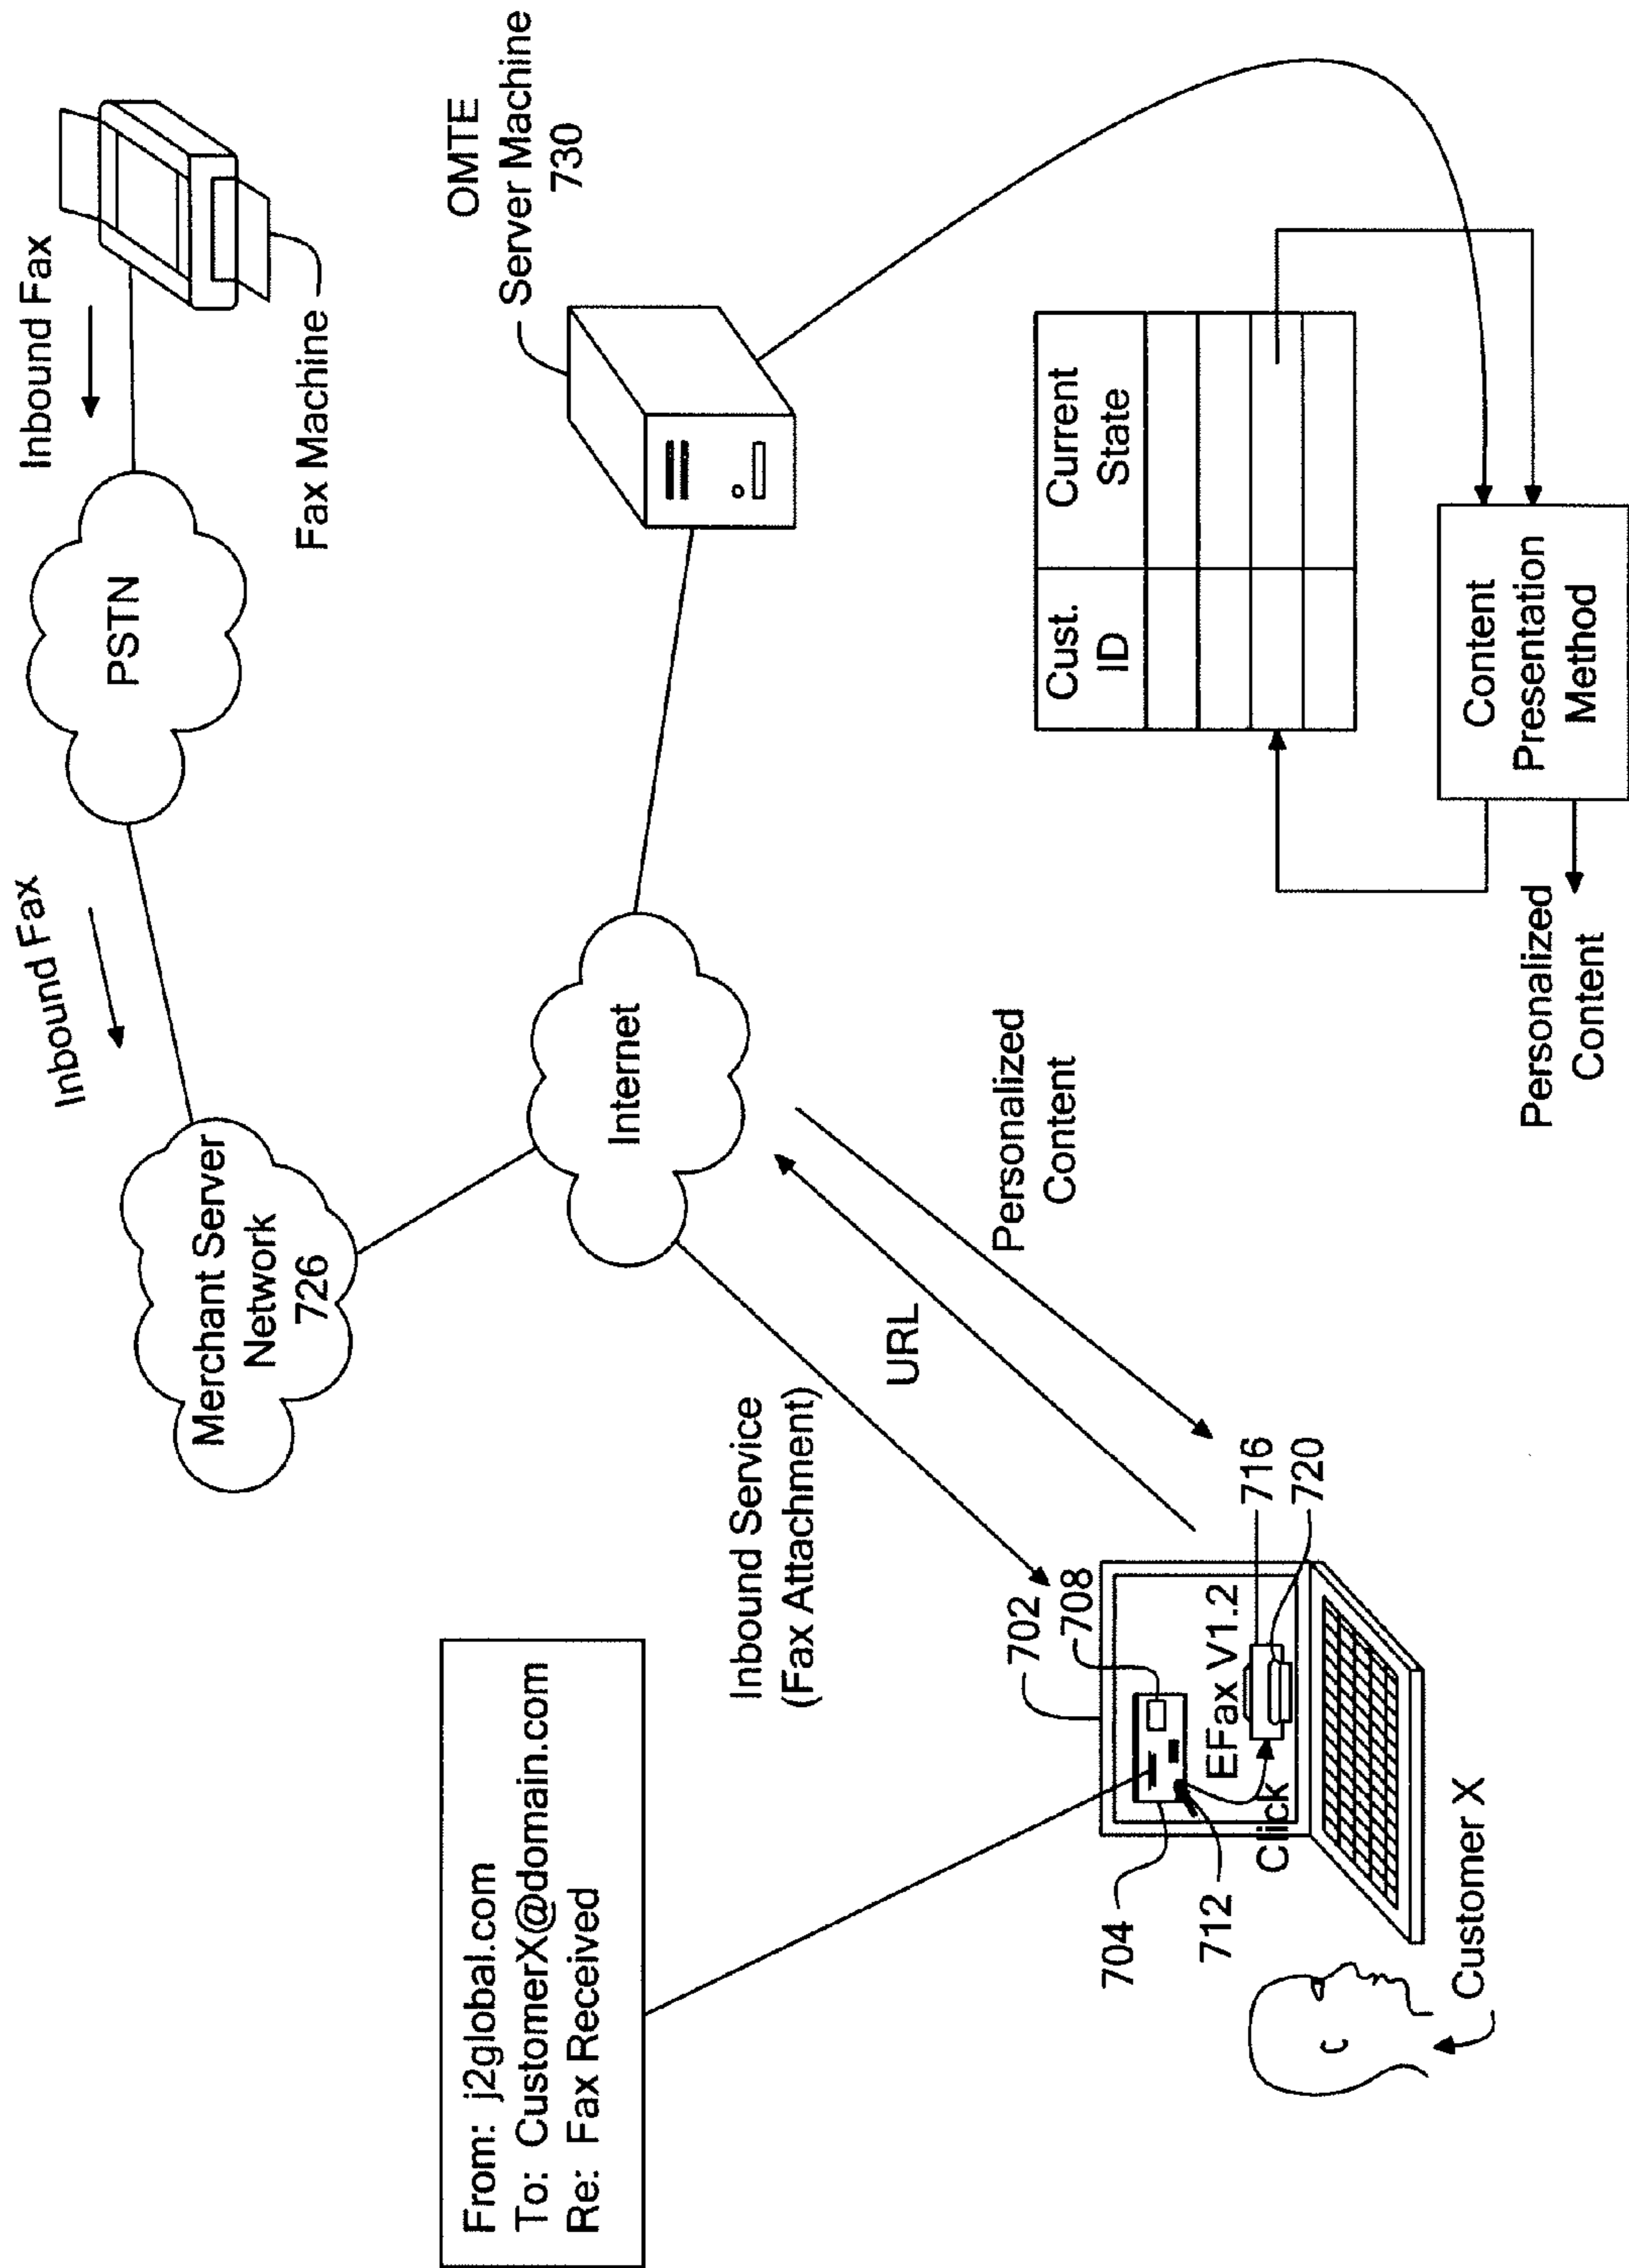 From: j2global.com
To: CustomerX@domain.com
Re: Fax Received
Merchant Server
Network
726
Inbound Fax
PSTN
Inbound Fax
Fax Machine
Inbound Service
(Fax Attachment)
Internet
OMTE
Server Machine
730
URL
Personalized
Content
702
708
704
712
EFax V1.2
Click
716
720
Customer X
Cust.
ID
Current
State
Content
Presentation
Method
Personalized
Content